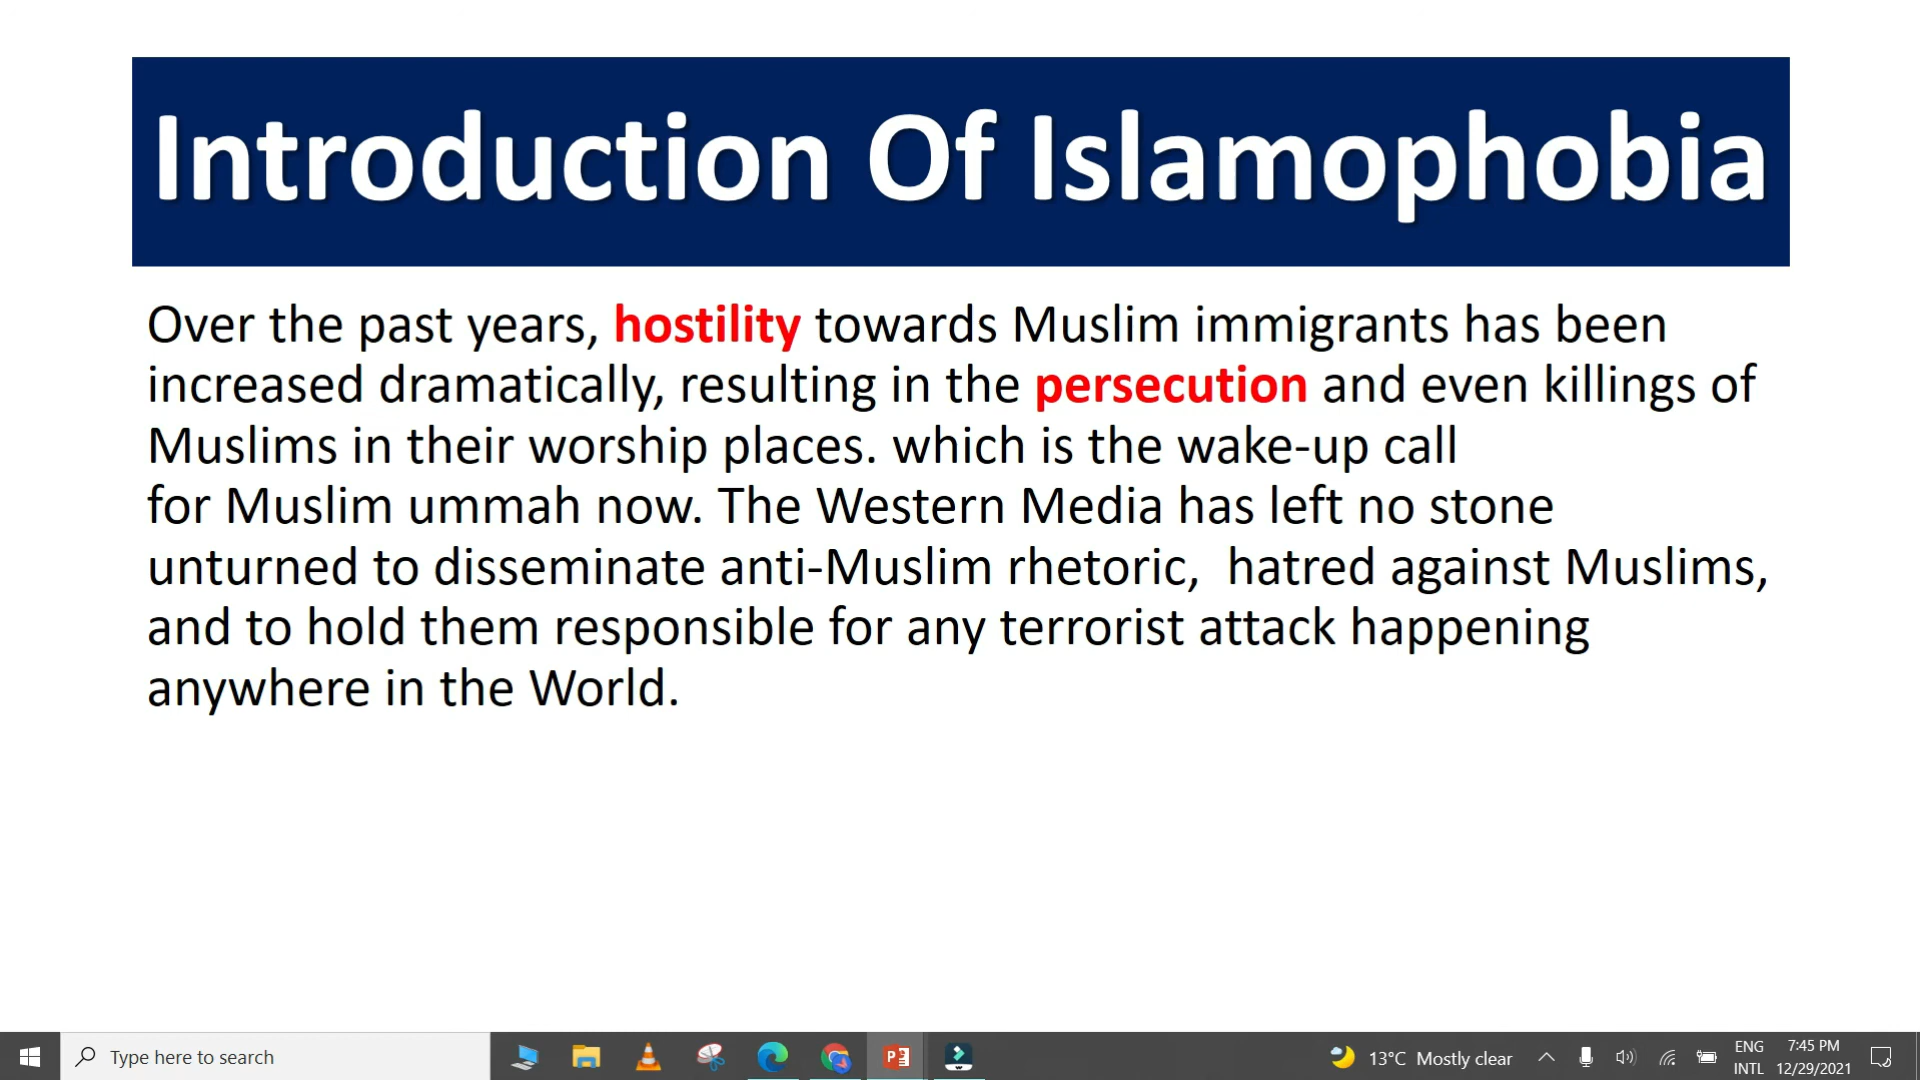 Introduction Of Islamophobia
Over the past years, hostility towards Muslim immigrants has been
increased dramatically, resulting in the persecution and even killings of
Muslims in their worship places. which is the wake-up call
for Muslim ummah now. The Western Media has left no stone
unturned to disseminate anti-Muslim rhetoric,  hatred against Muslims,
and to hold them responsible for any terrorist attack happening
anywhere in the World.
Type here to search
13°C Mostly clear
ENG
INTL
7:45 PM
12/29/2021